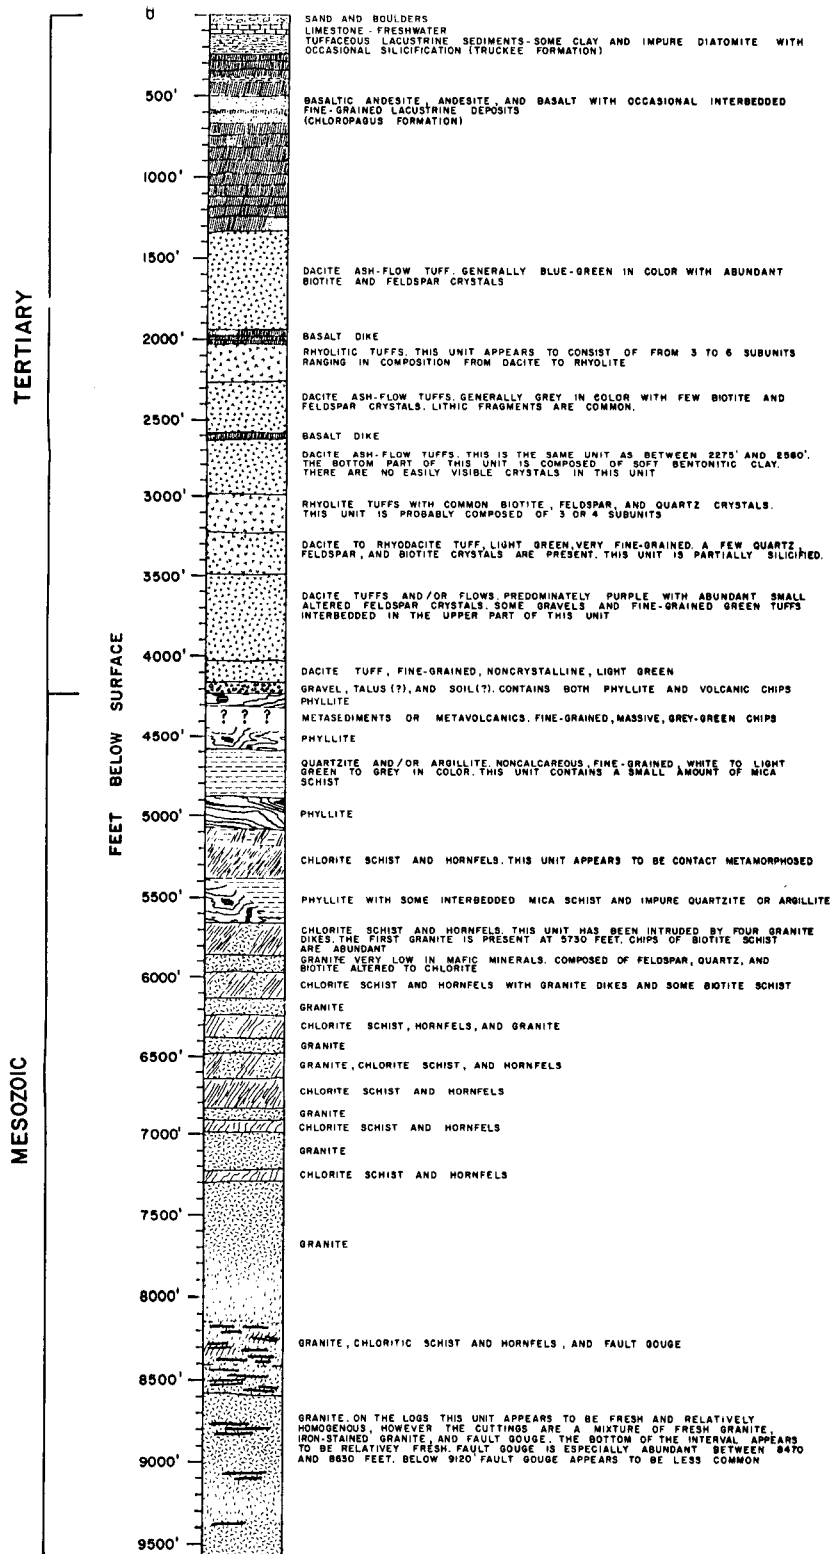 0
SAND AND BOULDERS
LIMESTONE - FRESHWATER
TUFFACEOUS LACUSTRINE SEDIMENTS - SOME CLAY AND IMPURE DIATOMITE WITH
OCCASIONAL SILICIFICATION (TRUCKEE FORMATION)
500'
BASALTIC ANDESITE, ANDESITE, AND BASALT WITH OCCASIONAL INTERBEDDED
FINE-GRAINED LACUSTRINE DEPOSITS
(CHLOROPAGUS FORMATION)
1000'
1500'
DACITE ASH-FLOW TUFF. GENERALLY BLUE-GREEN IN COLOR WITH ABUNDANT
BIOTITE AND FELDSPAR CRYSTALS
TERTIARY
2000'
BASALT DIKE
RHYOLITIC TUFFS. THIS UNIT APPEARS TO CONSIST OF FROM 3 TO 6 SUBUNITS
RANGING IN COMPOSITION FROM DACITE TO RHYOLITE
DACITE ASH-FLOW TUFFS. GENERALLY GREY IN COLOR WITH FEW BIOTITE AND
FELDSPAR CRYSTALS. LITHIC FRAGMENTS ARE COMMON.
2500'
BASALT DIKE
DACITE ASH-FLOW TUFFS. THIS IS THE SAME UNIT AS BETWEEN 2275' AND 2560'.
THE BOTTOM PART OF THIS UNIT IS COMPOSED OF SOFT BENTONITIC CLAY.
THERE ARE NO EASILY VISIBLE CRYSTALS IN THIS UNIT
3000'
RHYOLITE TUFFS WITH COMMON BIOTITE, FELDSPAR, AND QUARTZ CRYSTALS.
THIS UNIT IS PROBABLY COMPOSED OF 3 OR 4 SUBUNITS
DACITE TO RHYODACITE TUFF, LIGHT GREEN, VERY FINE-GRAINED. A FEW QUARTZ,
FELDSPAR, AND BIOTITE CRYSTALS ARE PRESENT. THIS UNIT IS PARTIALLY SILICIFIED.
3500'
DACITE TUFFS AND/OR FLOWS. PREDOMINATELY PURPLE WITH ABUNDANT SMALL
ALTERED FELDSPAR CRYSTALS. SOME GRAVELS AND FINE-GRAINED GREEN TUFFS
INTERBEDDED IN THE UPPER PART OF THIS UNIT
4000'
DACITE TUFF, FINE-GRAINED, NONCRYSTALLINE, LIGHT GREEN
GRAVEL, TALUS (?), AND SOIL(?). CONTAINS BOTH PHYLLITE AND VOLCANIC CHIPS
PHYLLITE
? ? ?
METASEDIMENTS OR METAVOLCANICS. FINE-GRAINED, MASSIVE, GREY-GREEN CHIPS
FEET BELOW SURFACE
4500'
PHYLLITE
QUARTZITE AND/OR ARGILLITE. NONCALCAREOUS, FINE-GRAINED, WHITE TO LIGHT
GREEN TO GREY IN COLOR. THIS UNIT CONTAINS A SMALL AMOUNT OF MICA
SCHIST
5000'
PHYLLITE
CHLORITE SCHIST AND HORNFELS. THIS UNIT APPEARS TO BE CONTACT METAMORPHOSED
5500'
PHYLLITE WITH SOME INTERBEDDED MICA SCHIST AND IMPURE QUARTZITE OR ARGILLITE
CHLORITE SCHIST AND HORNFELS. THIS UNIT HAS BEEN INTRUDED BY FOUR GRANITE
DIKES. THE FIRST GRANITE IS PRESENT AT 5730 FEET. CHIPS OF BIOTITE SCHIST
ARE ABUNDANT
GRANITE VERY LOW IN MAFIC MINERALS. COMPOSED OF FELDSPAR, QUARTZ, AND
BIOTITE ALTERED TO CHLORITE
6000'
CHLORITE SCHIST AND HORNFELS WITH GRANITE DIKES AND SOME BIOTITE SCHIST
GRANITE
CHLORITE SCHIST, HORNFELS, AND GRANITE
GRANITE
6500'
GRANITE, CHLORITE SCHIST, AND HORNFELS
MESOZOIC
CHLORITE SCHIST AND HORNFELS
GRANITE
CHLORITE SCHIST AND HORNFELS
7000'
GRANITE
CHLORITE SCHIST AND HORNFELS
7500'
GRANITE
8000'
GRANITE, CHLORITIC SCHIST AND HORNFELS, AND FAULT GOUGE
8500'
GRANITE. ON THE LOGS THIS UNIT APPEARS TO BE FRESH AND RELATIVELY
HOMOGENOUS, HOWEVER THE CUTTINGS ARE A MIXTURE OF FRESH GRANITE,
IRON-STAINED GRANITE, AND FAULT GOUGE. THE BOTTOM OF THE INTERVAL APPEARS
TO BE RELATIVEY FRESH. FAULT GOUGE IS ESPECIALLY ABUNDANT BETWEEN 8470
AND 8630 FEET. BELOW 9120' FAULT GOUGE APPEARS TO BE LESS COMMON
9000'
9500'